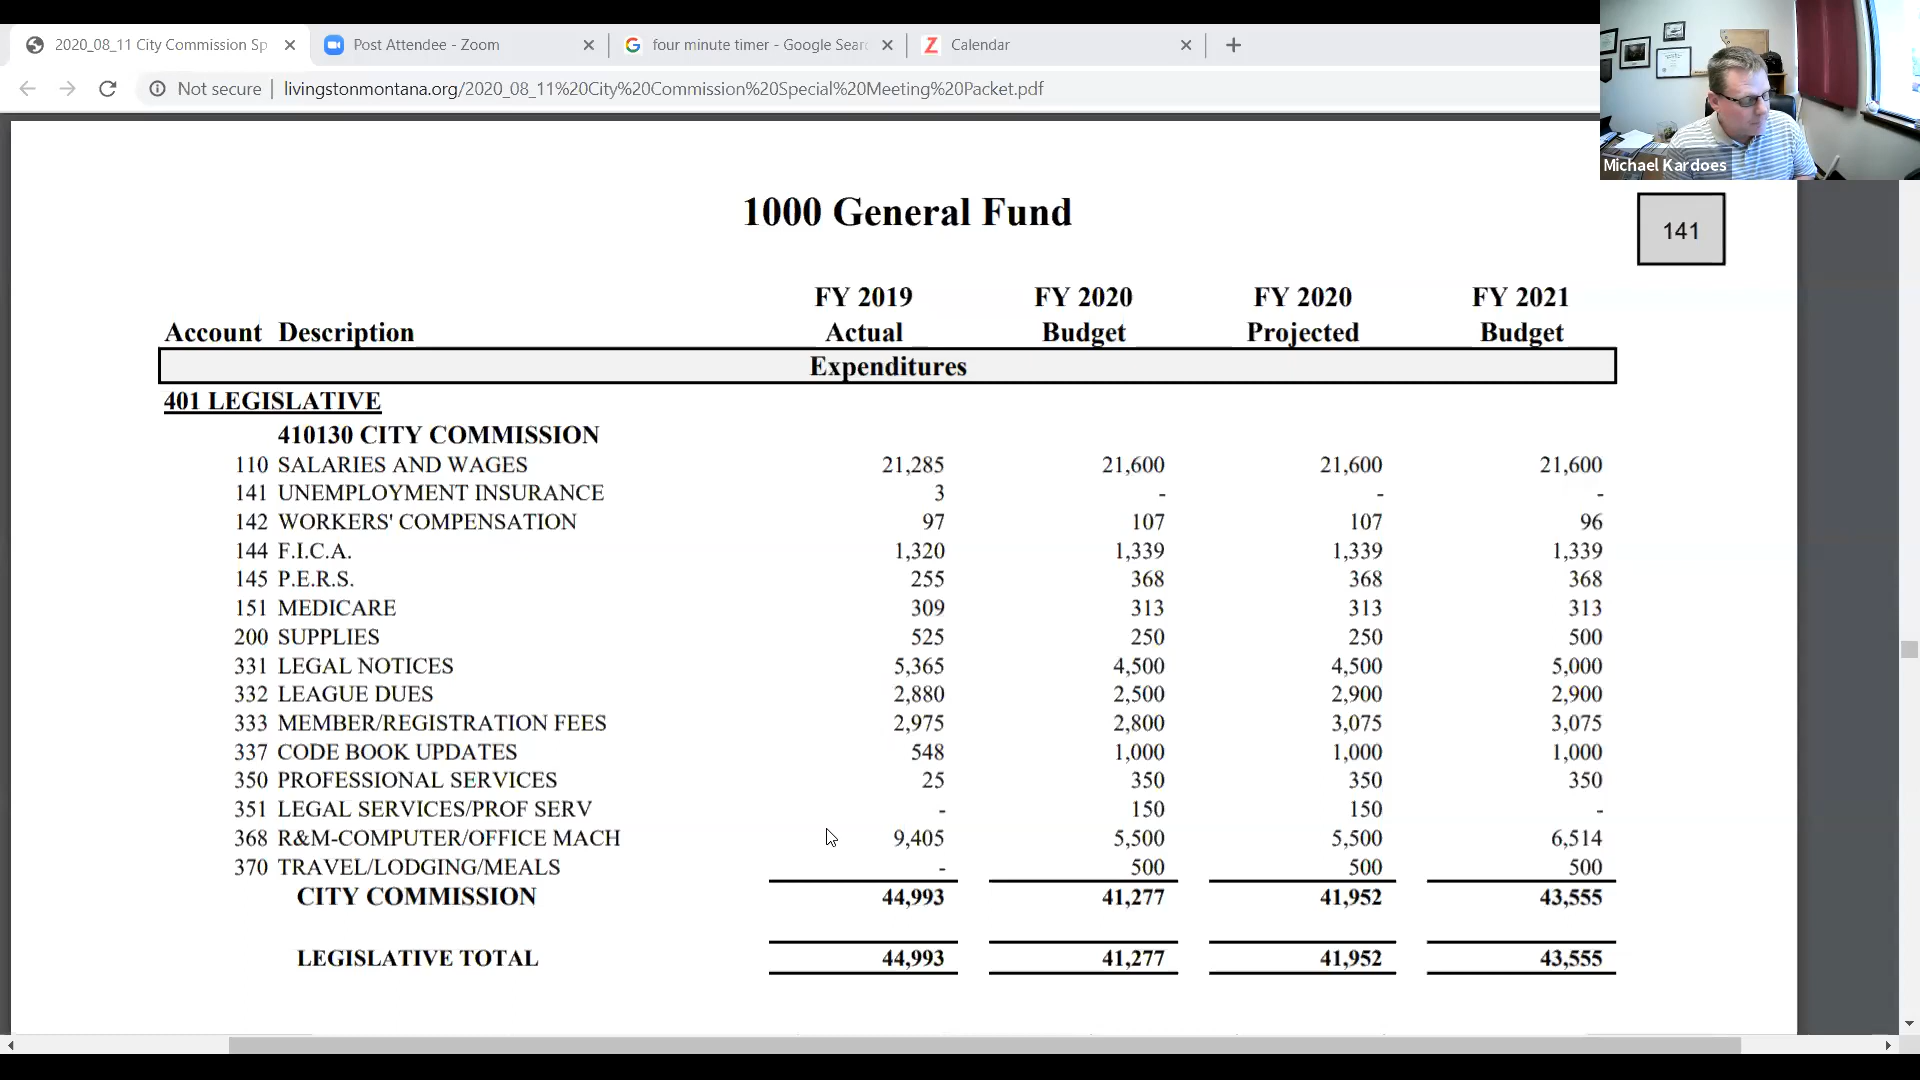 2020_08_11 City Commission Sp
Post Attendee - Zoom
four minute timer - Google Sear
Calendar
Not secure | livingstonmontana.org/2020_08_11%20City%20Commission%20Special%20Meeting%20Packet.pdf
Michael Kardoes
1000 General Fund
141
FY 2019 FY 2020 FY 2020 FY 2021
Account Description Actual Budget Projected Budget
Expenditures
401 LEGISLATIVE
410130 CITY COMMISSION
110 SALARIES AND WAGES 21,285 21,600 21,600 21,600
141 UNEMPLOYMENT INSURANCE 3 - - -
142 WORKERS' COMPENSATION 97 107 107 96
144 F.I.C.A. 1,320 1,339 1,339 1,339
145 P.E.R.S. 255 368 368 368
151 MEDICARE 309 313 313 313
200 SUPPLIES 525 250 250 500
331 LEGAL NOTICES 5,365 4,500 4,500 5,000
332 LEAGUE DUES 2,880 2,500 2,900 2,900
333 MEMBER/REGISTRATION FEES 2,975 2,800 3,075 3,075
337 CODE BOOK UPDATES 548 1,000 1,000 1,000
350 PROFESSIONAL SERVICES 25 350 350 350
351 LEGAL SERVICES/PROF SERV - 150 150 -
368 R&M-COMPUTER/OFFICE MACH 9,405 5,500 5,500 6,514
370 TRAVEL/LODGING/MEALS - 500 500 500
CITY COMMISSION 44,993 41,277 41,952 43,555
LEGISLATIVE TOTAL 44,993 41,277 41,952 43,555